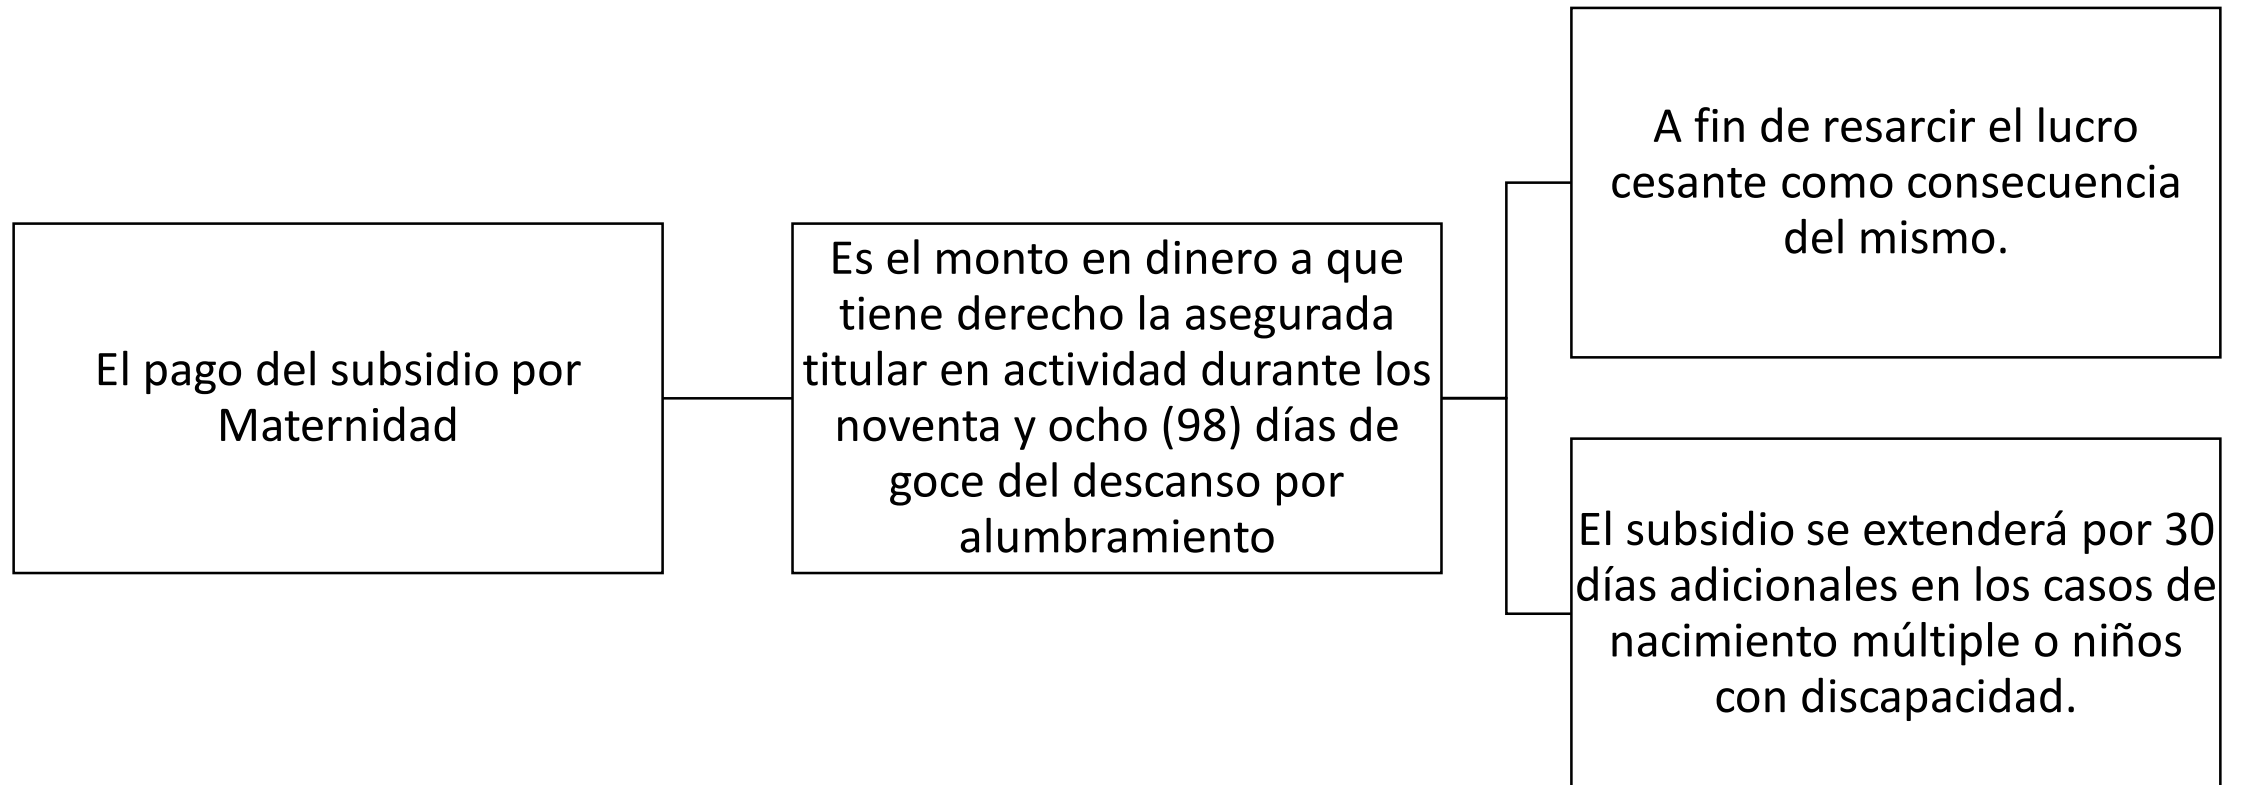 El pago del subsidio por
Maternidad
Es el monto en dinero a que
tiene derecho la asegurada
titular en actividad durante los
noventa y ocho (98) días de
goce del descanso por
alumbramiento
A fin de resarcir el lucro
cesante como consecuencia
del mismo.
El subsidio se extenderá por 30
días adicionales en los casos de
nacimiento múltiple o niños
con discapacidad.